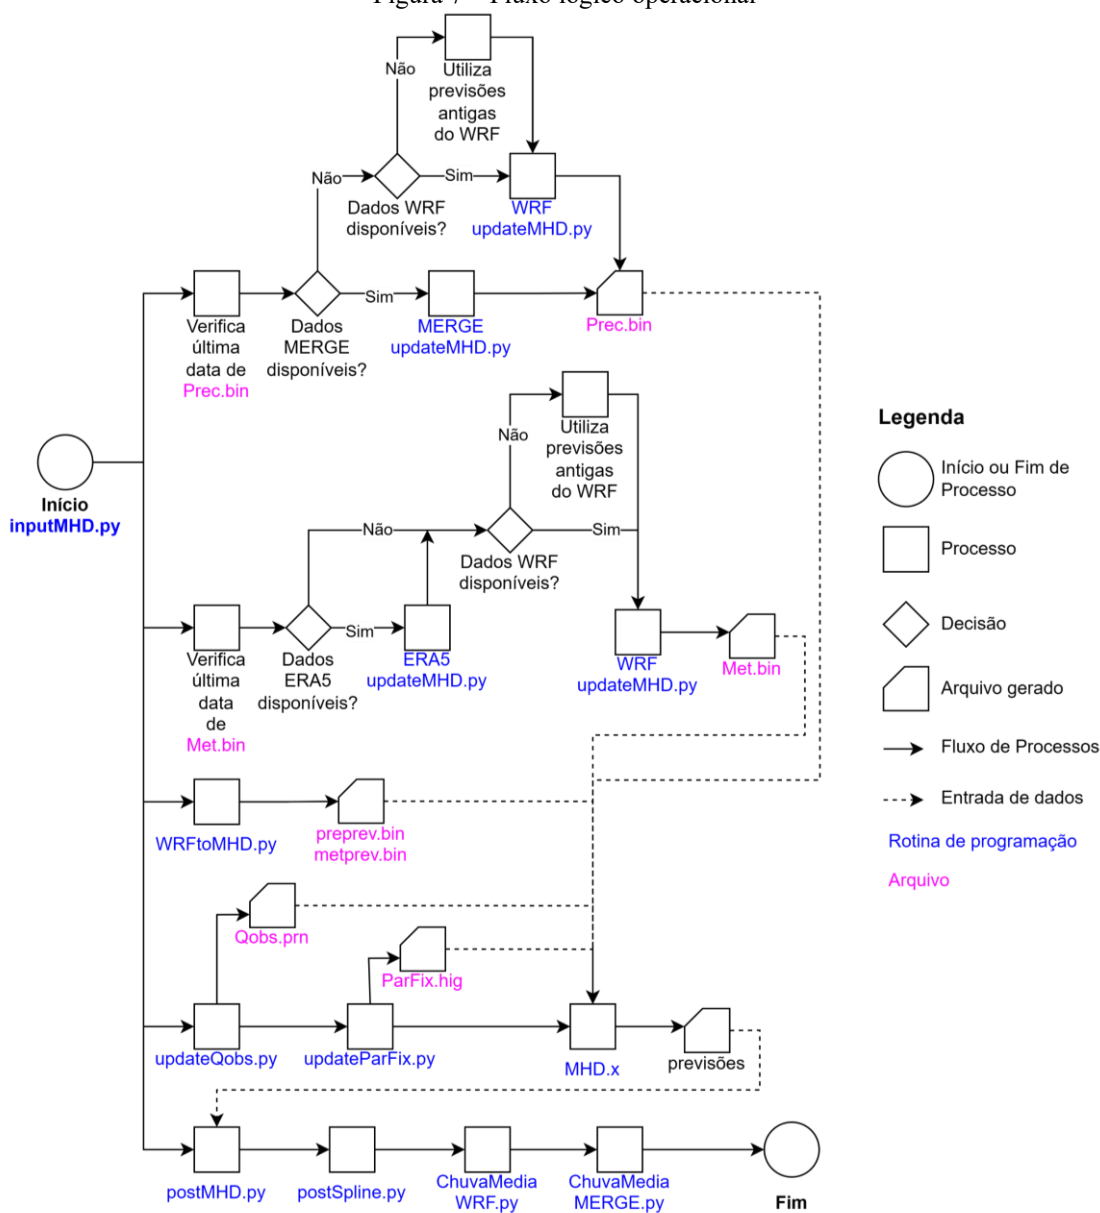 Figura 7 – Fluxo lógico operacional
Não
Utiliza
previsões
antigas
do WRF
Não
Sim
Dados WRF
disponíveis?
WRF
updateMHD.py
Sim
Verifica
última
data de
Prec.bin
Dados
MERGE
disponíveis?
MERGE
updateMHD.py
Prec.bin
Início
inputMHD.py
Não
Utiliza
previsões
antigas
do WRF
Não
Sim
Dados WRF
disponíveis?
Sim
Verifica
última
data
de
Met.bin
Dados
ERA5
disponíveis?
ERA5
updateMHD.py
WRF
updateMHD.py
Met.bin
WRFtoMHD.py
preprev.bin
metprev.bin
Qobs.prn
ParFix.hig
updateQobs.py
updateParFix.py
MHD.x
previsões
postMHD.py
postSpline.py
ChuvaMedia
WRF.py
ChuvaMedia
MERGE.py
Fim
Legenda
Início ou Fim de
Processo
Processo
Decisão
Arquivo gerado
Fluxo de Processos
Entrada de dados
Rotina de programação
Arquivo